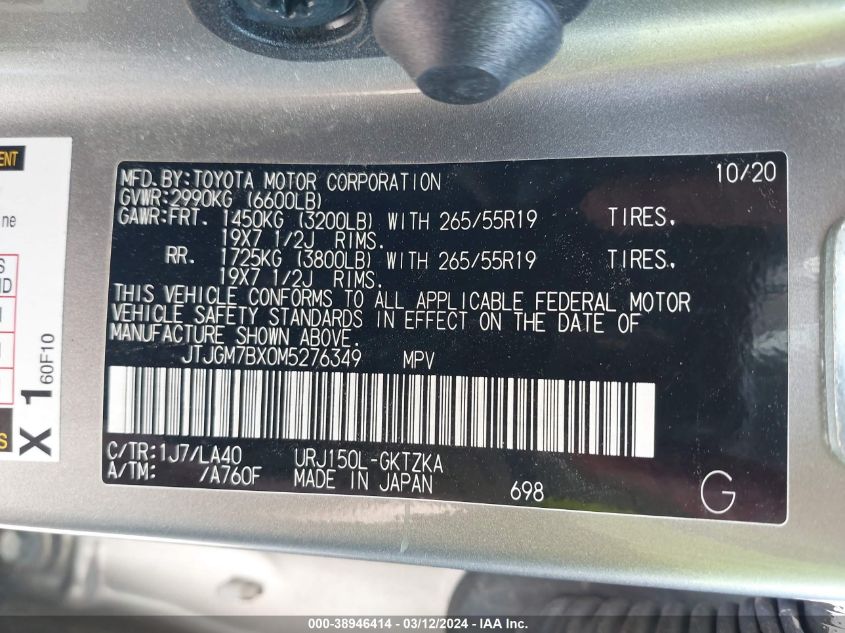 MFD.BY:TOYOTA MOTOR CORPORATION 10/20
GVWR:2990KG (6600LB)
GAWR:FRT. 1450KG (3200LB) WITH 265/55R19 TIRES.
19X7 1/2J RIMS.
RR. 1725KG (3800LB) WITH 265/55R19 TIRES.
19X7 1/2J RIMS.
THIS VEHICLE CONFORMS TO ALL APPLICABLE FEDERAL MOTOR
VEHICLE SAFETY STANDARDS IN EFFECT ON THE DATE OF
MANUFACTURE SHOWN ABOVE.
JTJGM7BX0M5276349 MPV
C/TR:1J7/LA40 URJ150L-GKTZKA
A/TM: /A760F MADE IN JAPAN 698 G
X 1
60F10
000-38946414 - 03/12/2024 - IAA Inc.